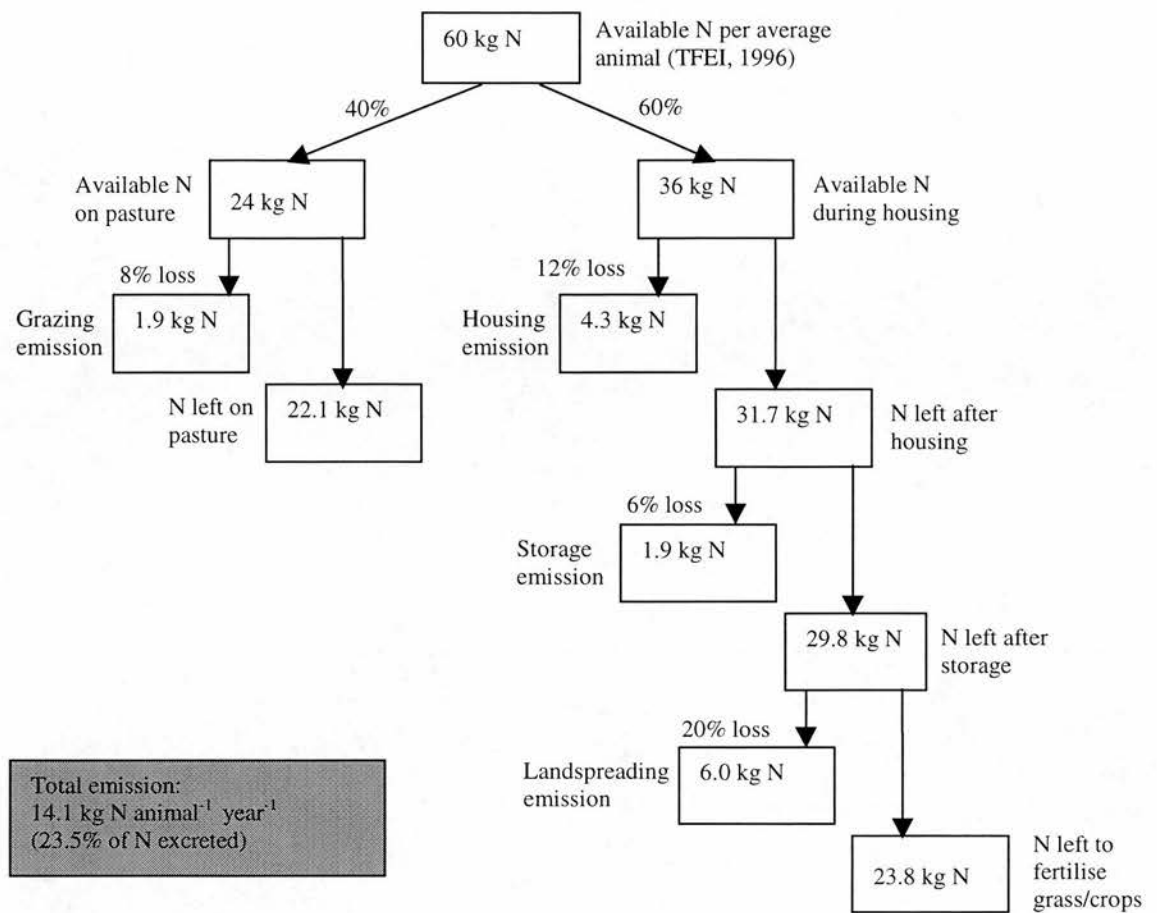 60 kg N
Available N per average
animal (TFEI, 1996)
40%
60%
Available N
on pasture
24 kg N
36 kg N
Available N
during housing
8% loss
12% loss
Grazing
emission
1.9 kg N
Housing
emission
4.3 kg N
N left on
pasture
22.1 kg N
31.7 kg N
N left after
housing
6% loss
Storage
emission
1.9 kg N
29.8 kg N
N left after
storage
20% loss
Landspreading
emission
6.0 kg N
Total emission:
14.1 kg N animal⁻¹ year⁻¹
(23.5% of N excreted)
23.8 kg N
N left to
fertilise
grass/crops